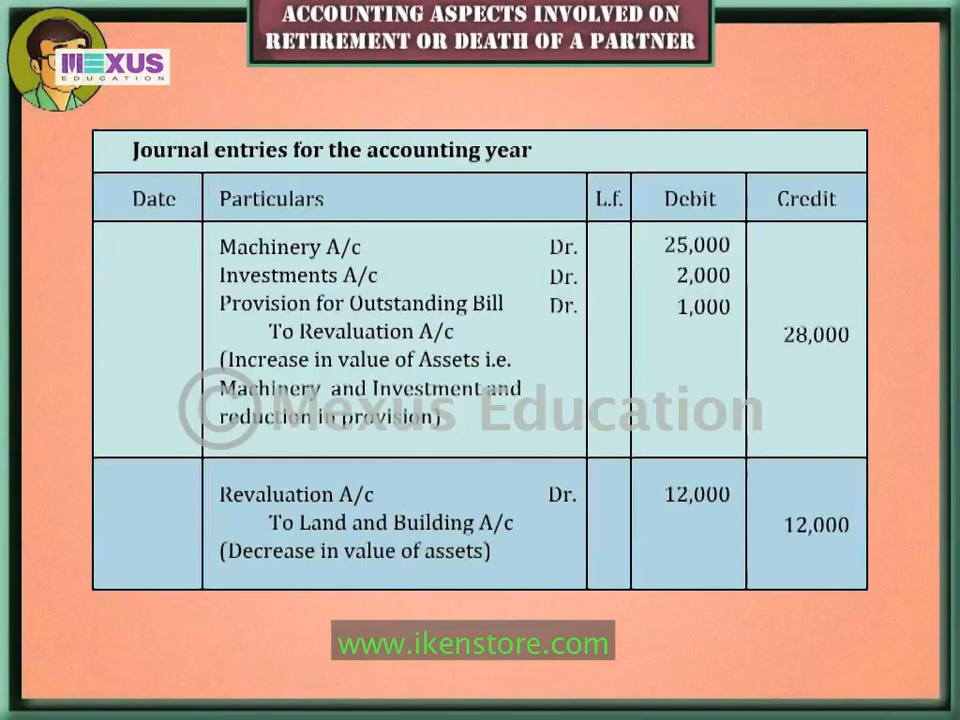 ACCOUNTING ASPECTS INVOLVED ON
RETIREMENT OR DEATH OF A PARTNER
MEXUS
EDUCATION
Journal entries for the accounting year
Date Particulars L.f. Debit Credit
Machinery A/c Dr. 25,000
Investments A/c Dr. 2,000
Provision for Outstanding Bill Dr. 1,000
To Revaluation A/c 28,000
(Increase in value of Assets i.e.
Machinery and Investment and
reduction in provision)
© Mexus Education
Revaluation A/c Dr. 12,000
To Land and Building A/c 12,000
(Decrease in value of assets)
www.ikenstore.com